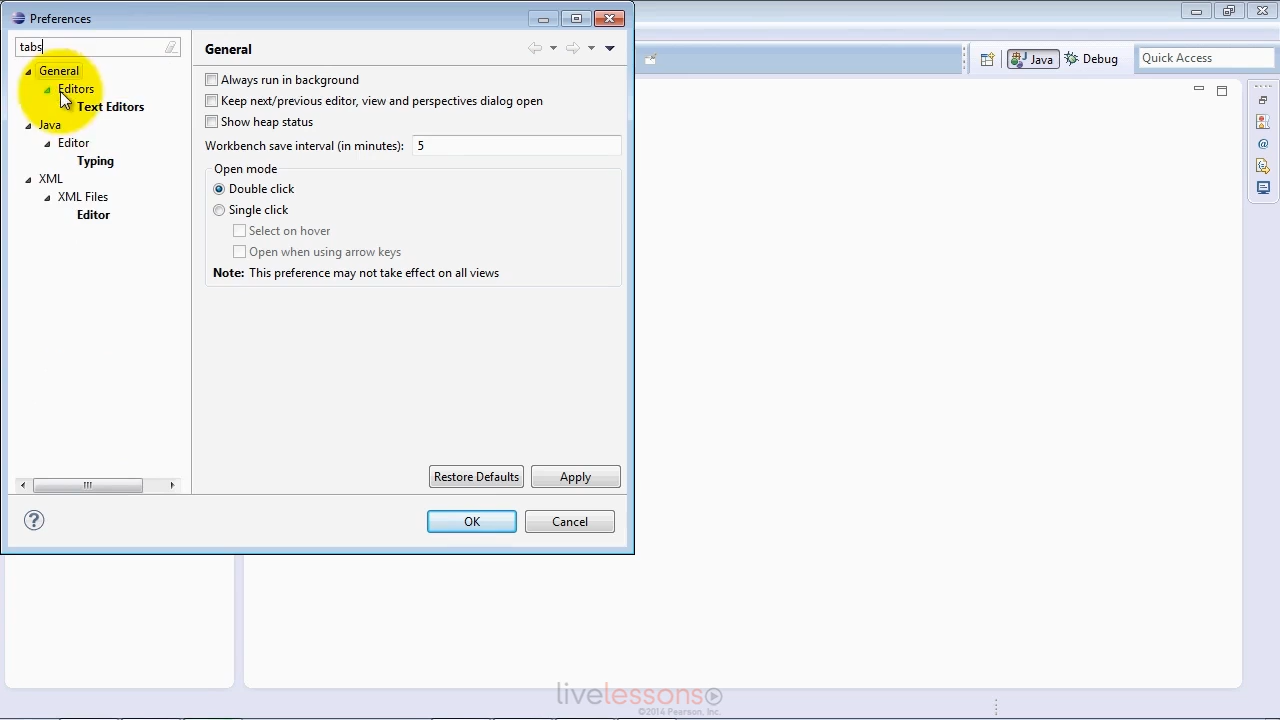 Preferences
tabs
General
Editors
Text Editors
Java
Editor
Typing
XML
XML Files
Editor
General
Always run in background
Keep next/previous editor, view and perspectives dialog open
Show heap status
Workbench save interval (in minutes): 5
Open mode
Double click
Single click
Select on hover
Open when using arrow keys
Note: This preference may not take effect on all views
Restore Defaults Apply
OK Cancel
Java Debug Quick Access
livelessons
©2014 Pearson, Inc.